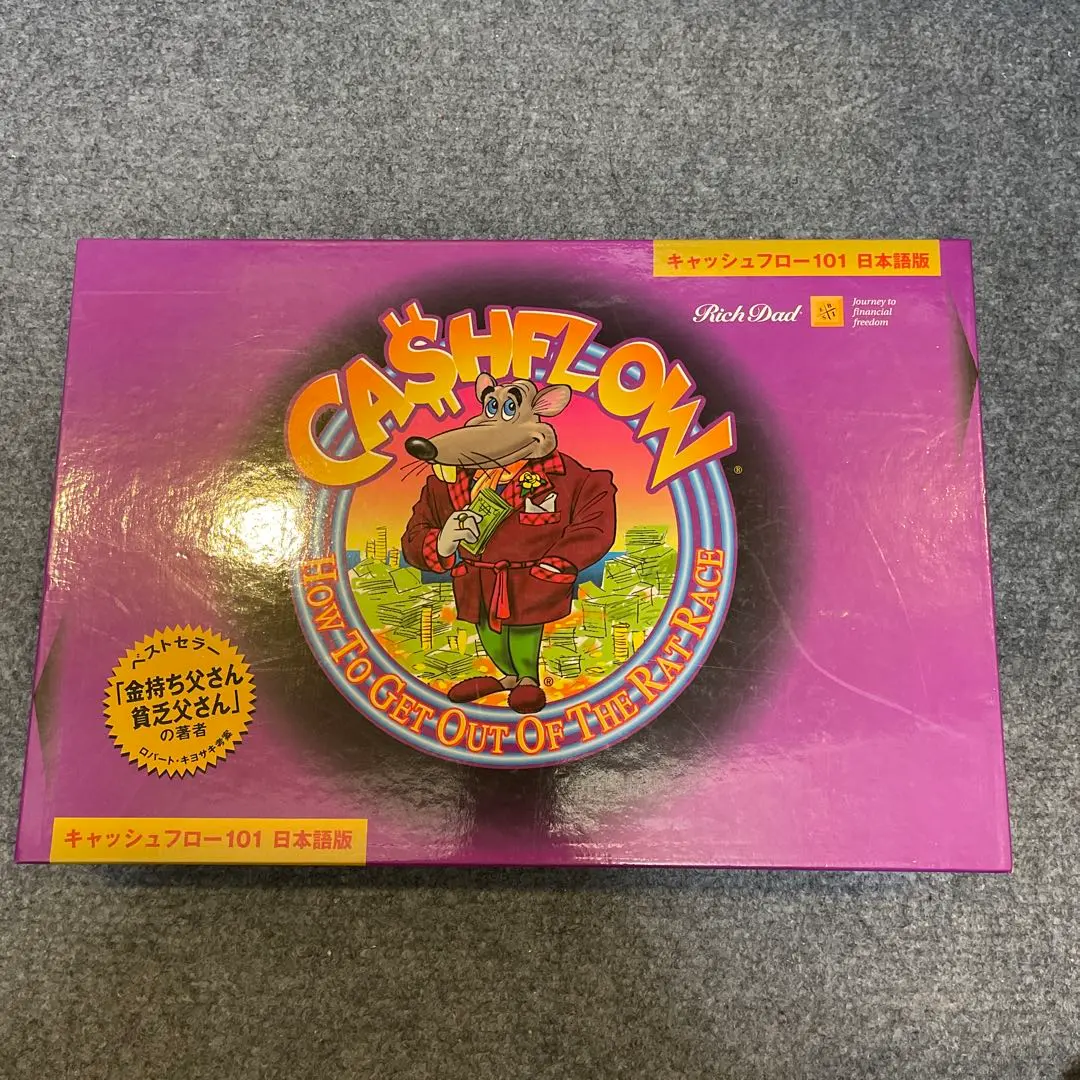 キャッシュフロー101 日本語版
Rich Dad
Journey to
financial
freedom
CA$HFLOW
®
HOW TO GET OUT OF THE RAT RACE
®
ベストセラー
「金持ち父さん
貧乏父さん」
の著者
ロバート・キヨサキ考案
キャッシュフロー101 日本語版